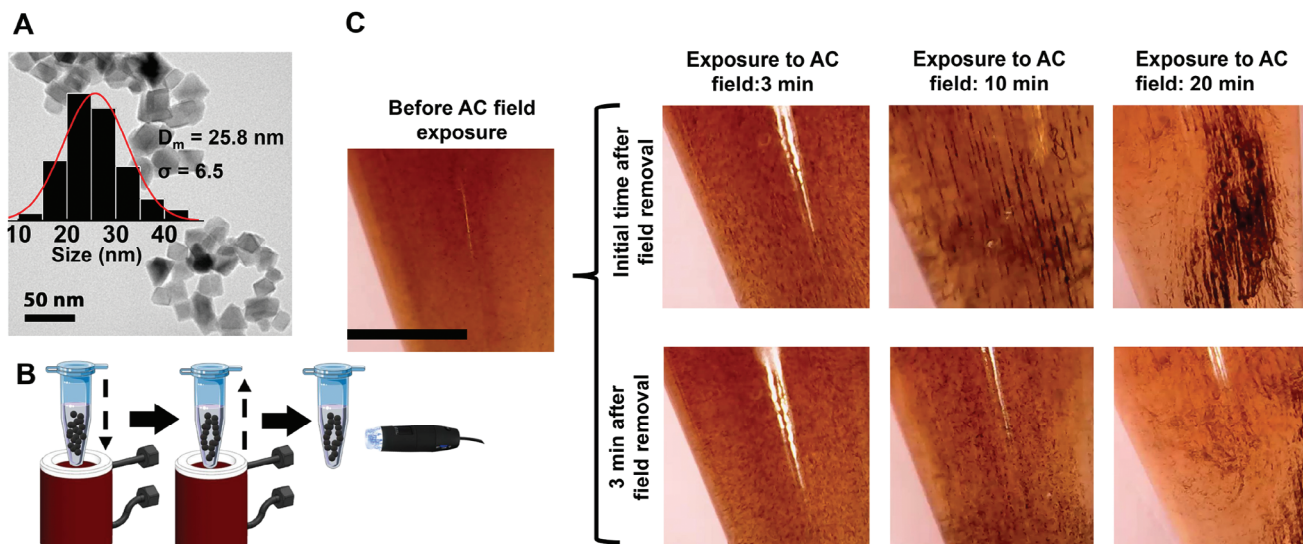 A
Dm = 25.8 nm
σ = 6.5
10 20 30 40
Size (nm)
50 nm
B
C
Before AC field
exposure
Exposure to AC
field:3 min
Exposure to AC
field: 10 min
Exposure to AC
field: 20 min
Initial time after
field removal
3 min after
field removal